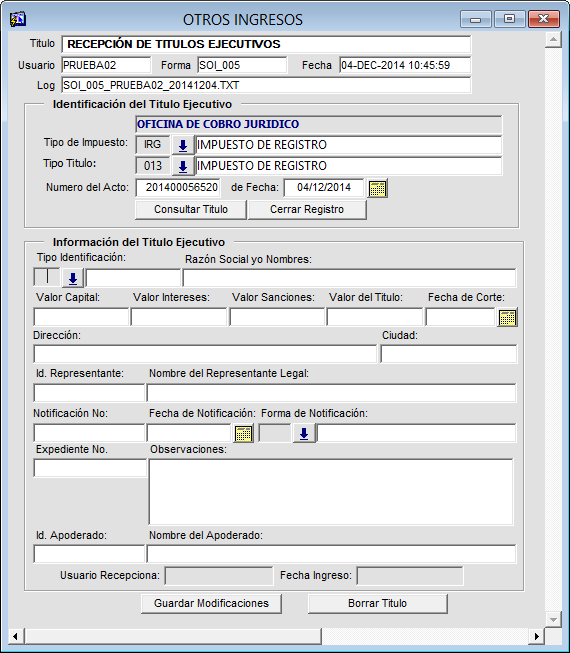 OTROS INGRESOS
Titulo RECEPCIÓN DE TITULOS EJECUTIVOS
Usuario PRUEBA02 Forma SOI_005 Fecha 04-DEC-2014 10:45:59
Log SOI_005_PRUEBA02_20141204.TXT
Identificación del Titulo Ejecutivo
OFICINA DE COBRO JURIDICO
Tipo de Impuesto: IRG IMPUESTO DE REGISTRO
Tipo Titulo: 013 IMPUESTO DE REGISTRO
Numero del Acto: 201400056520 de Fecha: 04/12/2014
Consultar Titulo Cerrar Registro
Información del Titulo Ejecutivo
Tipo Identificación: Razón Social yo Nombres:
Valor Capital: Valor Intereses: Valor Sanciones: Valor del Titulo: Fecha de Corte:
Dirección: Ciudad:
Id. Representante: Nombre del Representante Legal:
Notificación No: Fecha de Notificación: Forma de Notificación:
Expediente No. Observaciones:
Id. Apoderado: Nombre del Apoderado:
Usuario Recepciona: Fecha Ingreso:
Guardar Modificaciones Borrar Titulo